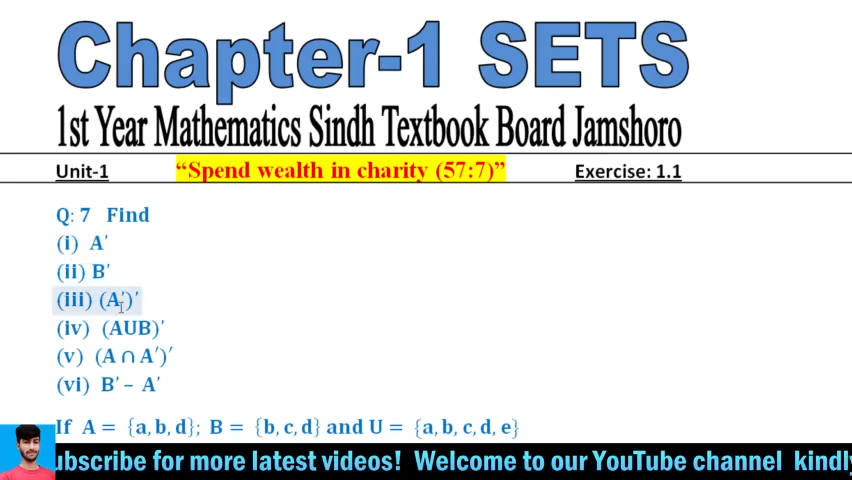 Chapter-1 SETS
1st Year Mathematics Sindh Textbook Board Jamshoro
Unit-1 “Spend wealth in charity (57:7)” Exercise: 1.1
Q: 7 Find
(i) A′
(ii) B′
(iii) (A′)′
(iv) (AUB)′
(v) (A ∩ A′)′
(vi) B′ – A′
If A = {a, b, d}; B = {b, c, d} and U = {a, b, c, d, e}
ubscribe for more latest videos! Welcome to our YouTube channel kindly